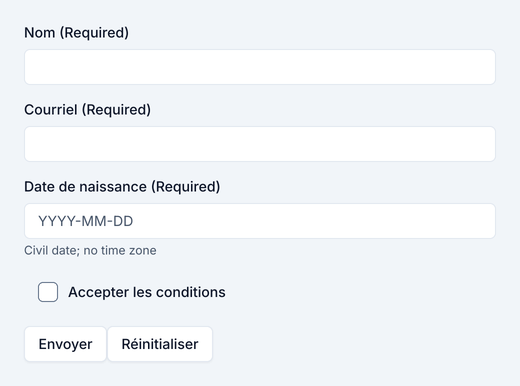 Nom (Required)
Courriel (Required)
Date de naissance (Required)
YYYY-MM-DD
Civil date; no time zone
Accepter les conditions
Envoyer Réinitialiser